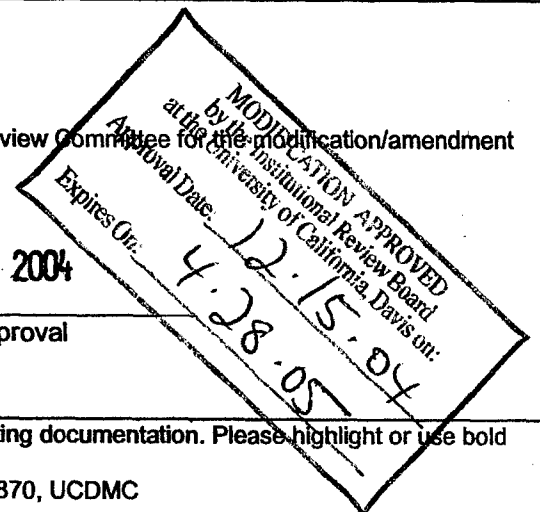 view Committee for the modification/amendment
MODIFICATION APPROVED
by the Institutional Review Board
at the University of California, Davis on:
Approval Date: 12.15.04
Expires On: 4.28.05
2004
proval
ting documentation. Please highlight or use bold
870, UCDMC